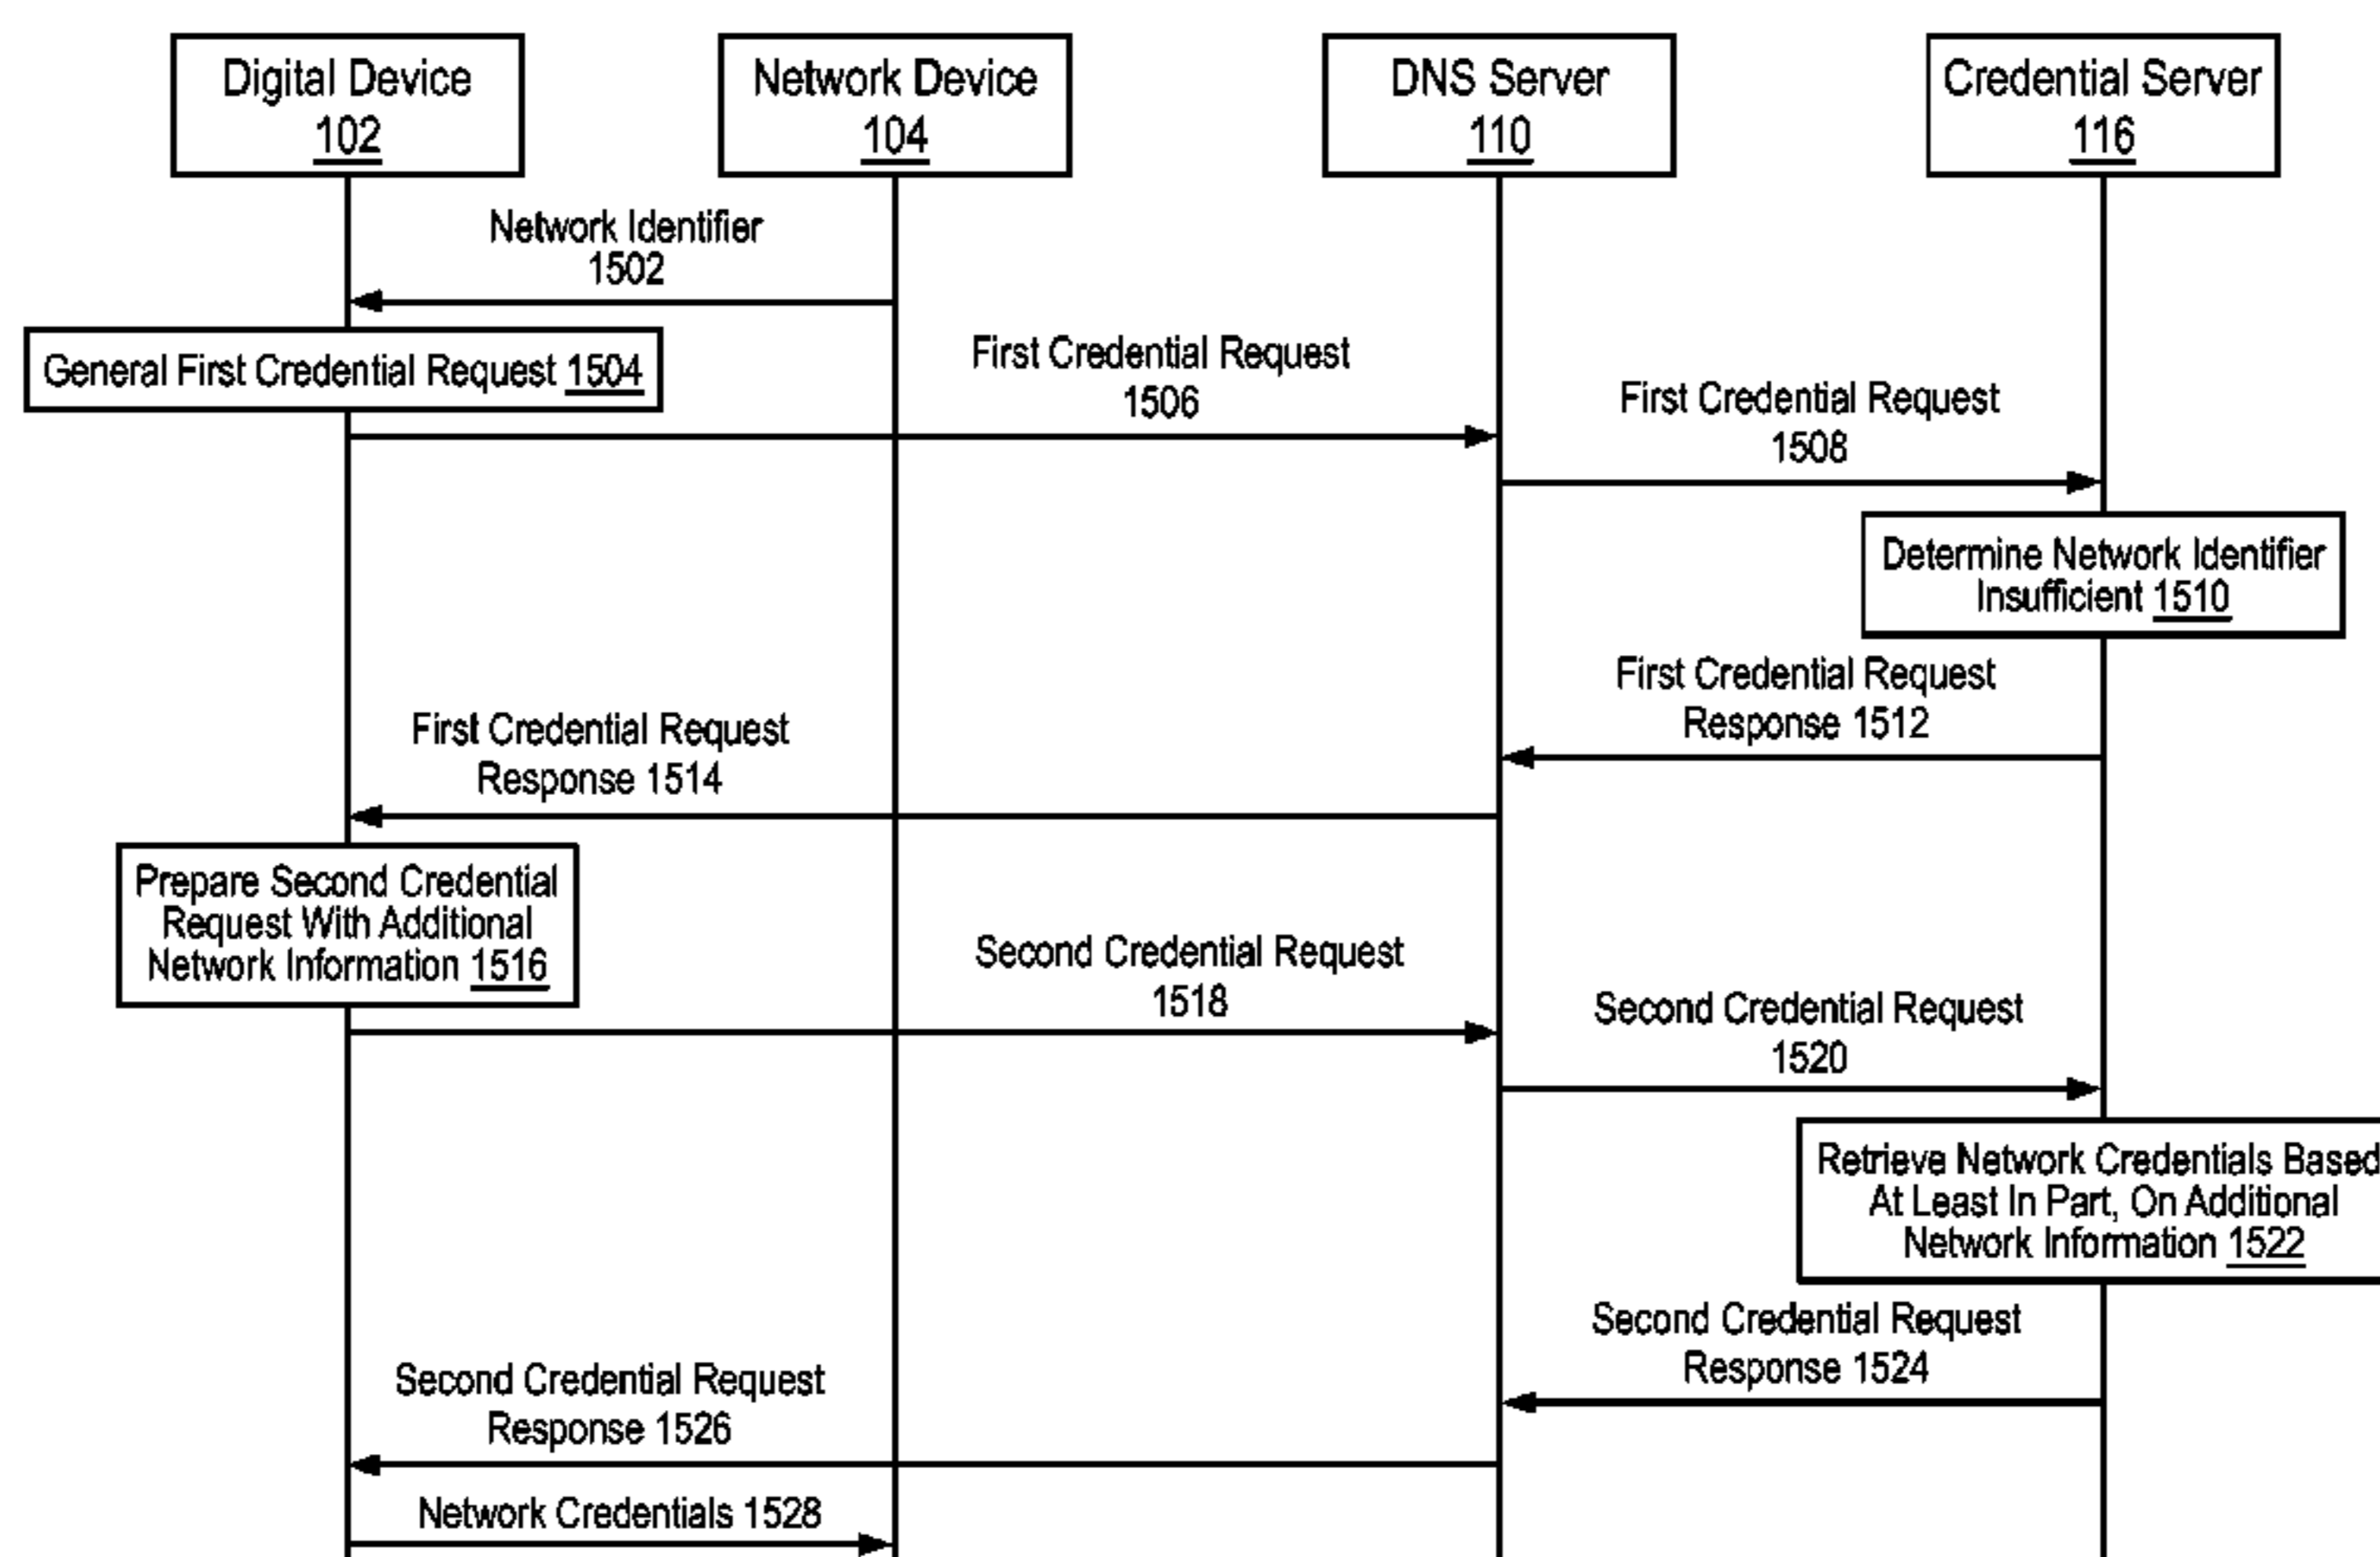 Digital Device
102
Network Device
104
DNS Server
110
Credential Server
116
Network Identifier
1502
General First Credential Request 1504
First Credential Request
1506
First Credential Request
1508
Determine Network Identifier
Insufficient 1510
First Credential Request
Response 1512
First Credential Request
Response 1514
Prepare Second Credential
Request With Additional
Network Information 1516
Second Credential Request
1518
Second Credential Request
1520
Retrieve Network Credentials Based
At Least In Part, On Additional
Network Information 1522
Second Credential Request
Response 1524
Second Credential Request
Response 1526
Network Credentials 1528